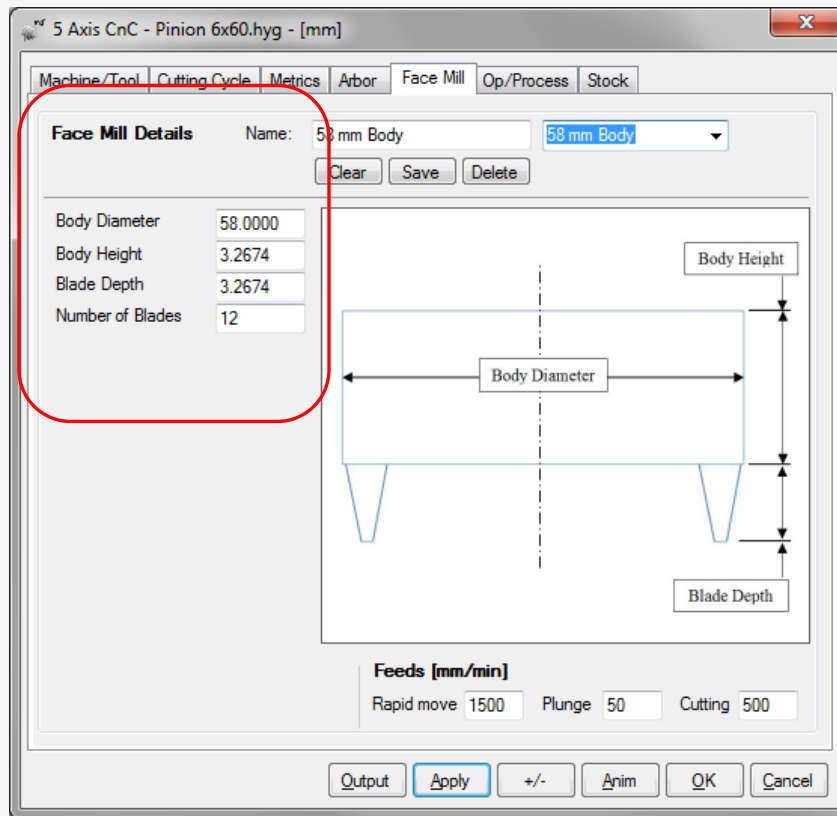 5 Axis CnC - Pinion 6x60.hyg - [mm]
Machine/Tool Cutting Cycle Metrics Arbor Face Mill Op/Process Stock
Face Mill Details Name: 58 mm Body 58 mm Body
Clear Save Delete
Body Diameter 58.0000
Body Height 3.2674
Blade Depth 3.2674
Number of Blades 12
Body Height
Body Diameter
Blade Depth
Feeds [mm/min]
Rapid move 1500 Plunge 50 Cutting 500
Output Apply +/- Anim OK Cancel